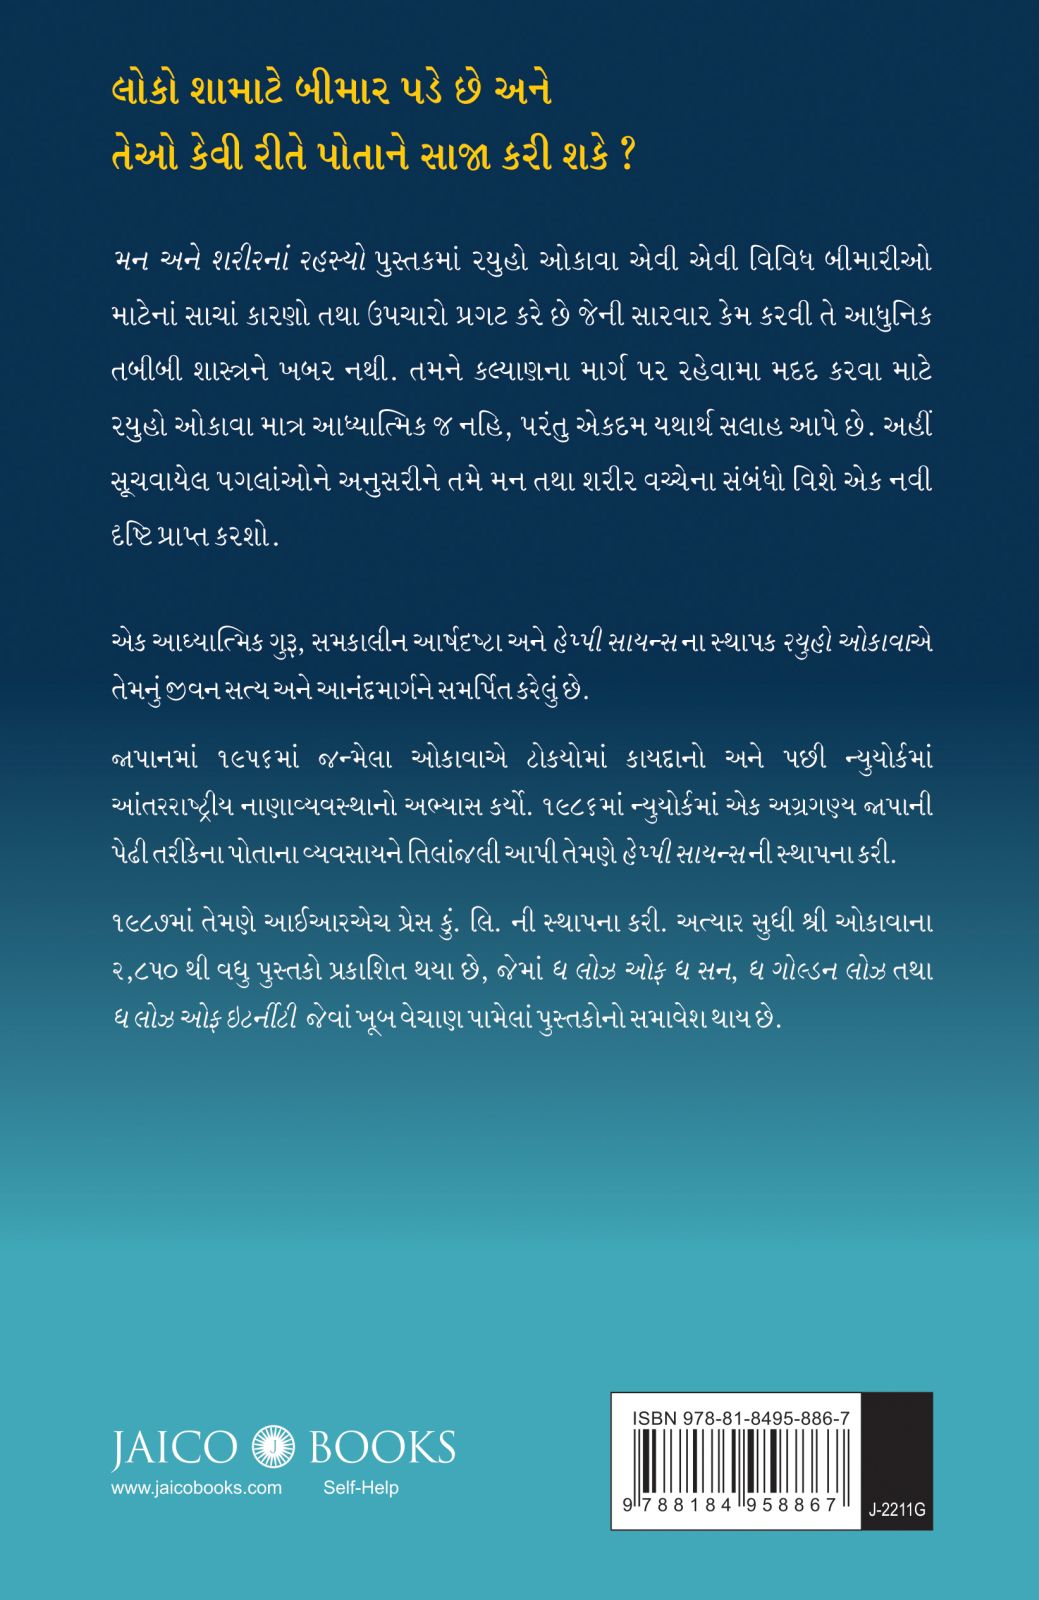 લોકો શામાટે બીમાર પડે છે અને
તેઓ કેવી રીતે પોતાને સાજા કરી શકે ?
મન અને શરીરનાં રહસ્યો પુસ્તકમાં રયુહો ઓકાવા એવી એવી વિવિધ બીમારીઓ
માટેનાં સાચાં કારણો તથા ઉપચારો પ્રગટ કરે છે જેની સારવાર કેમ કરવી તે આધુનિક
તબીબી શાસ્ત્રને ખબર નથી. તમને કલ્યાણના માર્ગ પર રહેવામા મદદ કરવા માટે
રયુહો ઓકાવા માત્ર આધ્યાત્મિક જ નહિ, પરંતુ એકદમ યથાર્થ સલાહ આપે છે. અહીં
સૂચવાયેલ પગલાંઓને અનુસરીને તમે મન તથા શરીર વચ્ચેના સંબંધો વિશે એક નવી
દૃષ્ટિ પ્રાપ્ત કરશો.
એક આધ્યાત્મિક ગુરૂ, સમકાલીન આર્ષદષ્ટા અને હેપ્પી સાયન્સ ના સ્થાપક રયુહો ઓકાવાએ
તેમનું જીવન સત્ય અને આનંદમાર્ગને સમર્પિત કરેલું છે.
જાપાનમાં ૧૯૫૬માં જન્મેલા ઓકાવાએ ટોકયોમાં કાયદાનો અને પછી ન્યુયોર્કમાં
આંતરરાષ્ટ્રીય નાણાવ્યવસ્થાનો અભ્યાસ કર્યો. ૧૯૮૬માં ન્યુયોર્કમાં એક અગ્રગણ્ય જાપાની
પેઢી તરીકેના પોતાના વ્યવસાયને તિલાંજલી આપી તેમણે હેપ્પી સાયન્સ ની સ્થાપના કરી.
૧૯૮૭માં તેમણે આઈઆરએચ પ્રેસ કું. લિ. ની સ્થાપના કરી. અત્યાર સુધી શ્રી ઓકાવાના
૨,૮૫૦ થી વધુ પુસ્તકો પ્રકાશિત થયા છે, જેમાં ધ લોઝ ઓફ ધ સન, ધ ગોલ્ડન લોઝ તથા
ધ લોઝ ઓફ ઇટર્નીટી જેવાં ખૂબ વેચાણ પામેલાં પુસ્તકોનો સમાવેશ થાય છે.
JAICO J BOOKS
www.jaicobooks.com Self-Help
ISBN 978-81-8495-886-7
9 788184 958867
J-2211G